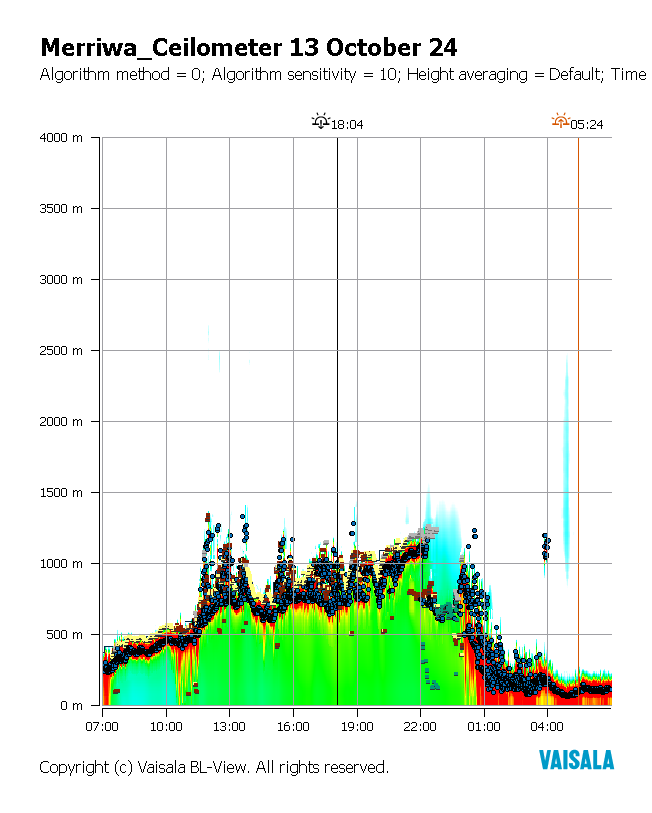 Merriwa_Ceilometer 13 October 24
Algorithm method = 0; Algorithm sensitivity = 10; Height averaging = Default; Time
18:04 05:24
4000 m
3500 m
3000 m
2500 m
2000 m
1500 m
1000 m
500 m
0 m
07:00 10:00 13:00 16:00 19:00 22:00 01:00 04:00
Copyright (c) Vaisala BL-View. All rights reserved.
VAISALA